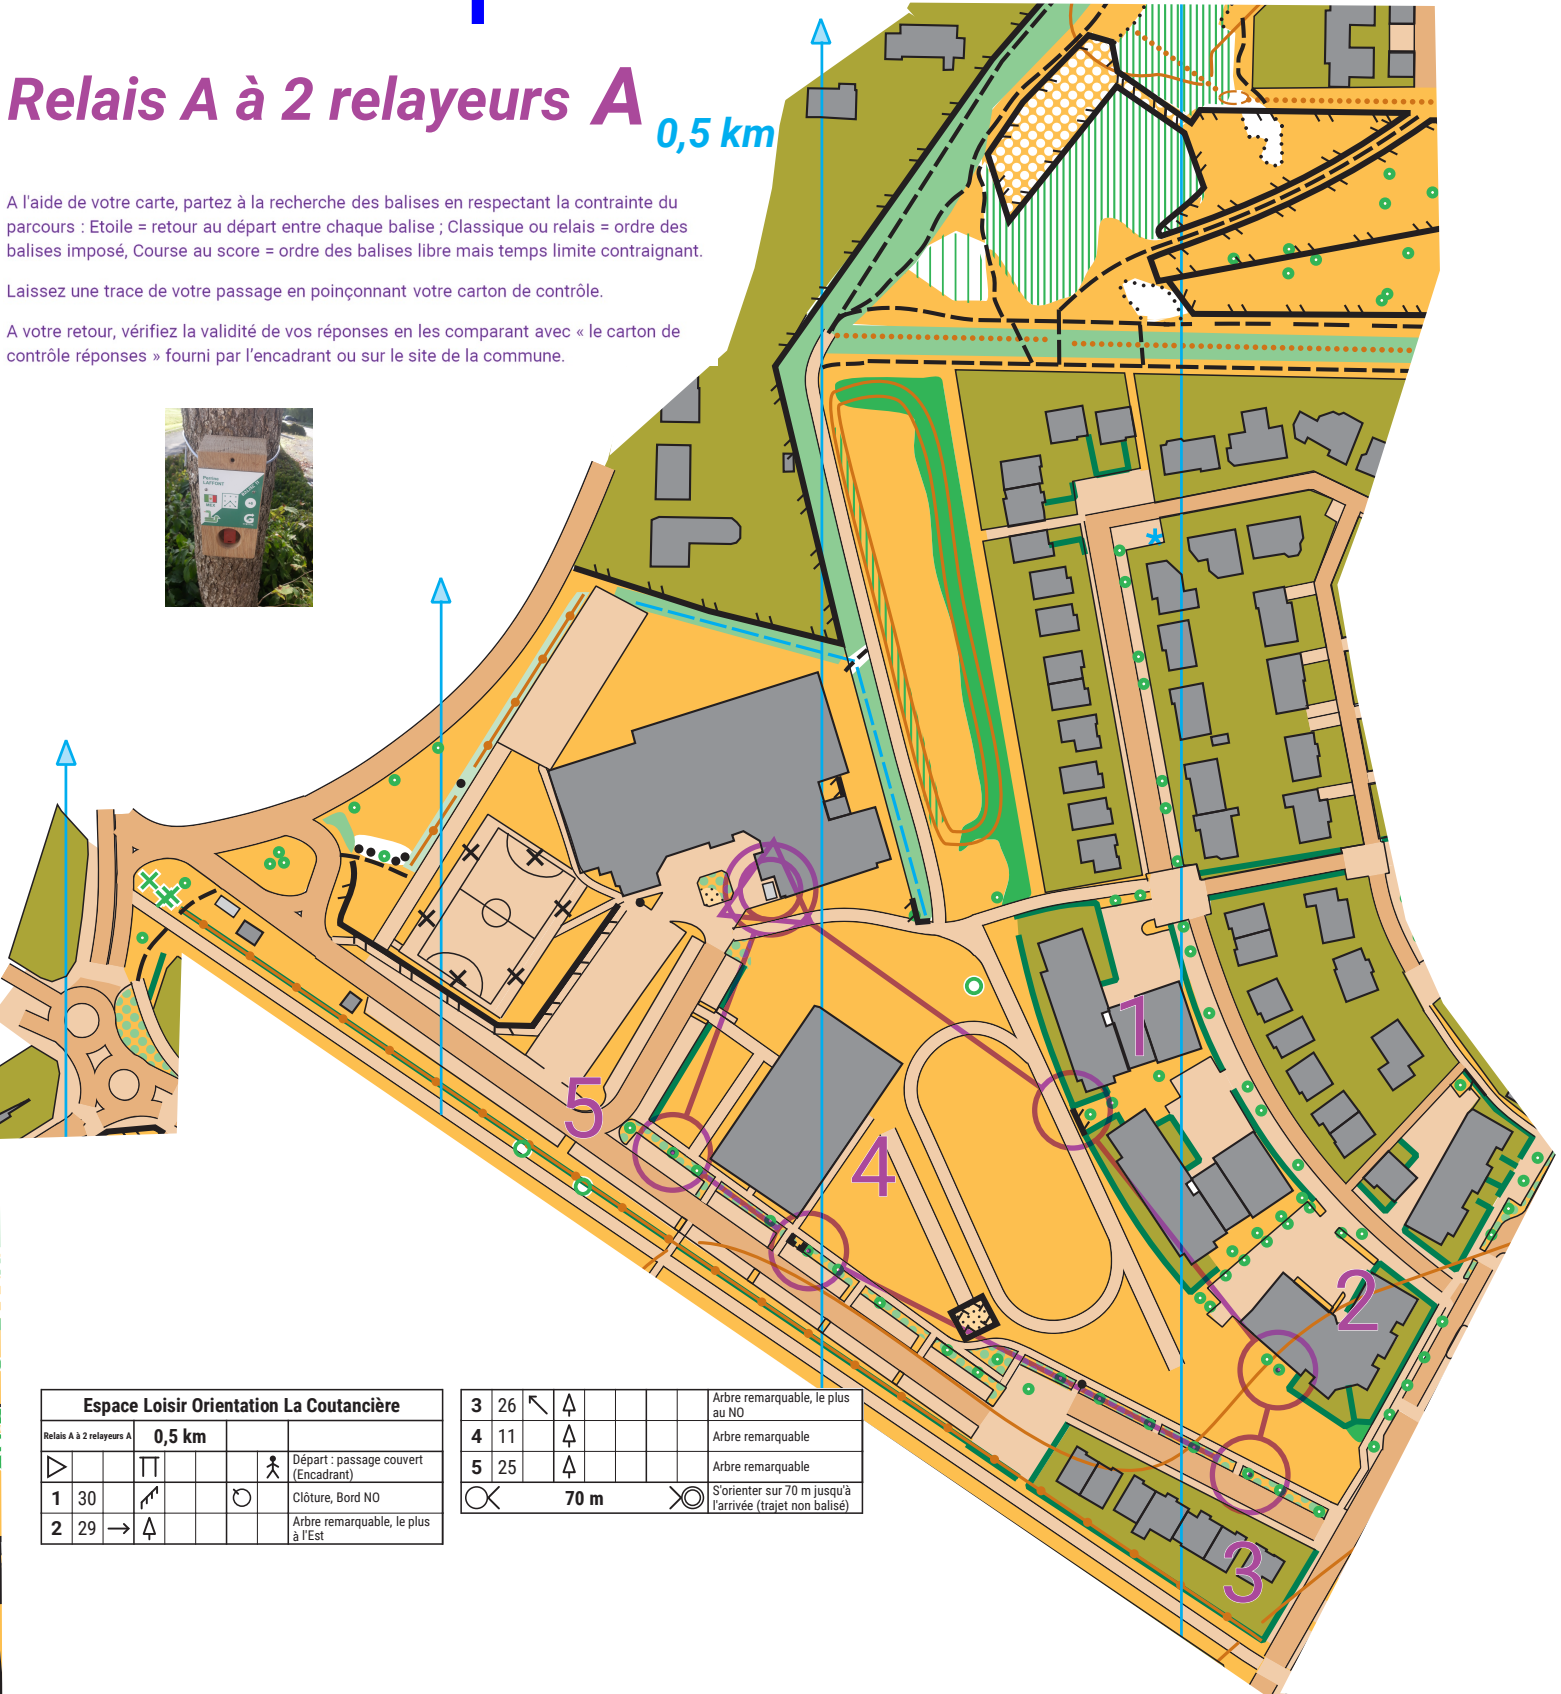 Relais A à 2 relayeurs A
0,5 km
A l'aide de votre carte, partez à la recherche des balises en respectant la contrainte du
parcours : Etoile = retour au départ entre chaque balise ; Classique ou relais = ordre des
balises imposé, Course au score = ordre des balises libre mais temps limite contraignant.
Laissez une trace de votre passage en poinçonnant votre carton de contrôle.
A votre retour, vérifiez la validité de vos réponses en les comparant avec « le carton de
contrôle réponses » fourni par l'encadrant ou sur le site de la commune.
1
5
4
2
3
Espace Loisir Orientation La Coutancière
Relais A à 2 relayeurs A 0,5 km
Départ : passage couvert
(Encadrant)
1 30 Clôture, Bord NO
2 29 Arbre remarquable, le plus
à l'Est
3 26 Arbre remarquable, le plus
au NO
4 11 Arbre remarquable
5 25 Arbre remarquable
70 m S'orienter sur 70 m jusqu'à
l'arrivée (trajet non balisé)